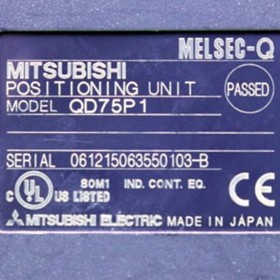 MELSEC-Q
MITSUBISHI
POSITIONING UNIT
PASSED
MODEL QD75P1
SERIAL 061215063550103-B
C UL US LISTED 80M1 IND. CONT. EQ. CE
MITSUBISHI ELECTRIC MADE IN JAPAN